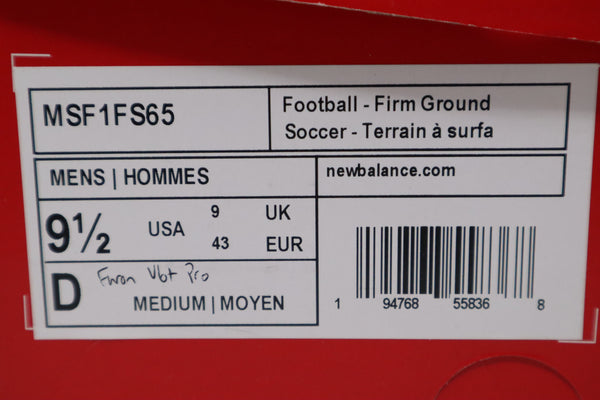 MSF1FS65
Football - Firm Ground
Soccer - Terrain à surfa
MENS | HOMMES
newbalance.com
9½ USA 9 UK
43 EUR
D Furon V6+ Pro
MEDIUM | MOYEN
1 94768 55836 8